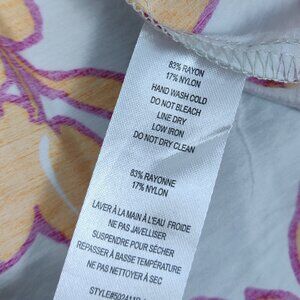 83% RAYON
17% NYLON
HAND WASH COLD
DO NOT BLEACH
LINE DRY
LOW IRON
DO NOT DRY CLEAN
83% RAYONNE
17% NYLON
LAVER À LA MAIN À L'EAU FROIDE
NE PAS JAVELLISER
SUSPENDRE POUR SÉCHER
REPASSER À BASSE TEMPÉRATURE
NE PAS NETTOYER À SEC